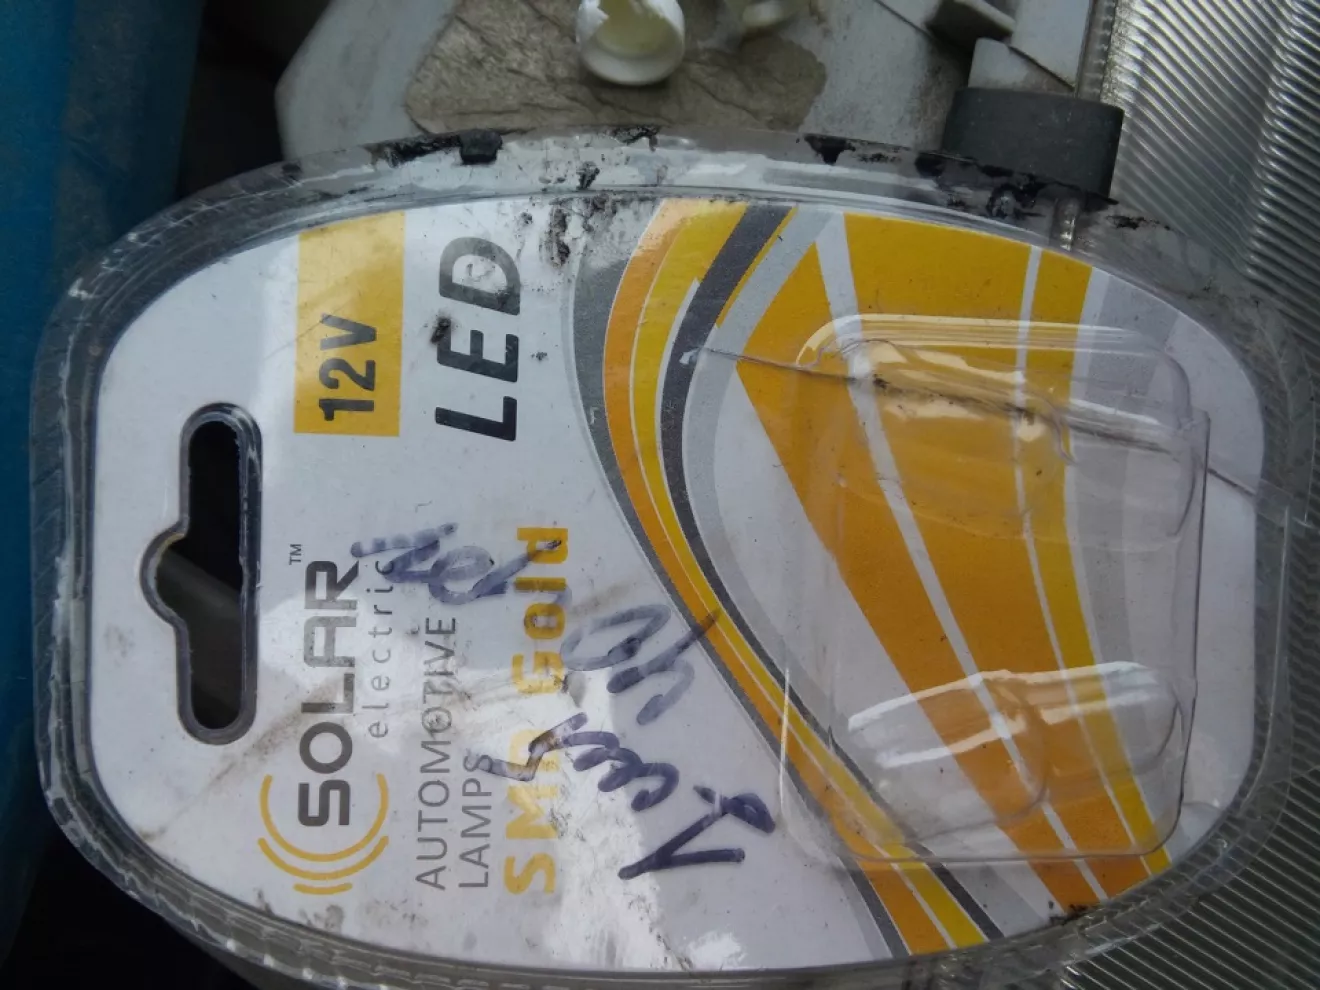 12V
LED
SOLAR™
electric
AUTOMOTIVE
LAMPS
SMD Gold